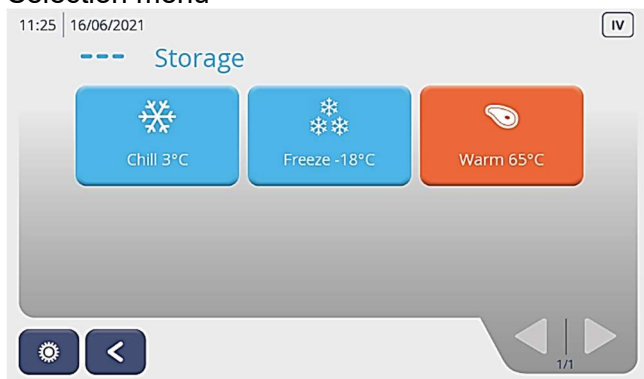 Selection menu
11:25 16/06/2021 IV
--- Storage
Chill 3°C Freeze -18°C Warm 65°C
1/1